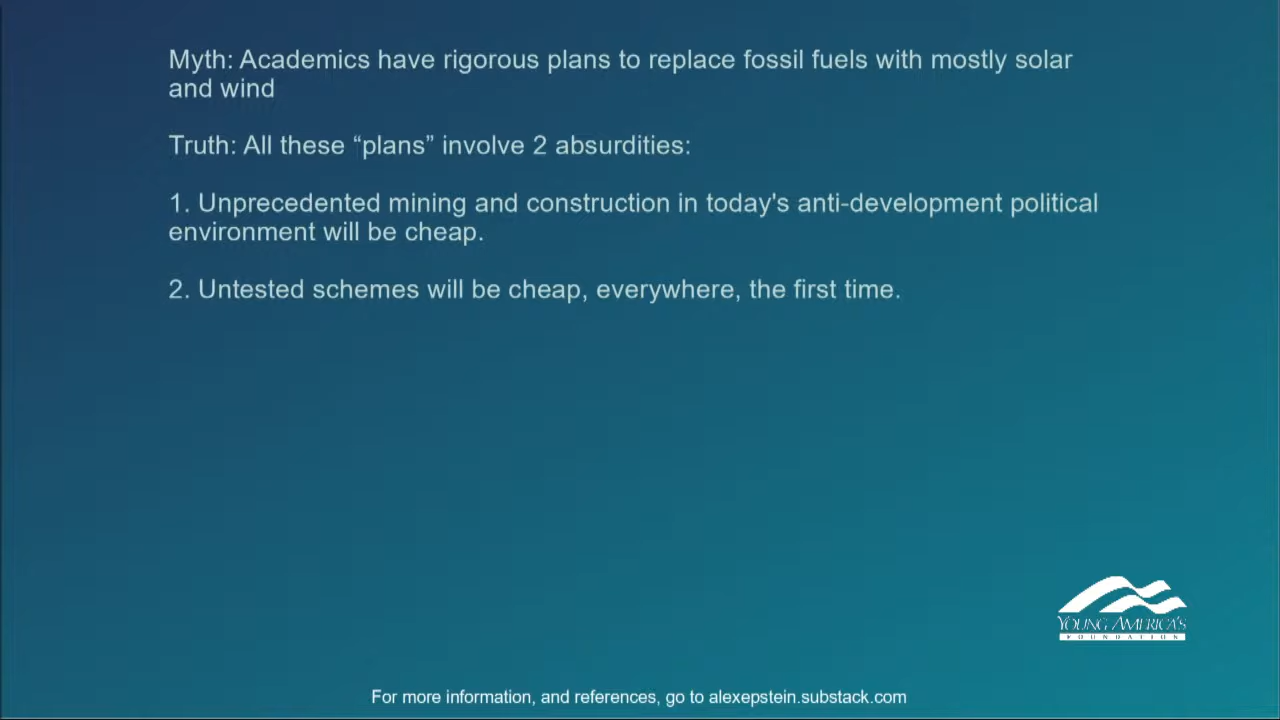 Myth: Academics have rigorous plans to replace fossil fuels with mostly solar
and wind
Truth: All these “plans” involve 2 absurdities:
1. Unprecedented mining and construction in today's anti-development political
environment will be cheap.
2. Untested schemes will be cheap, everywhere, the first time.
YOUNG AMERICA'S
FOUNDATION
For more information, and references, go to alexepstein.substack.com